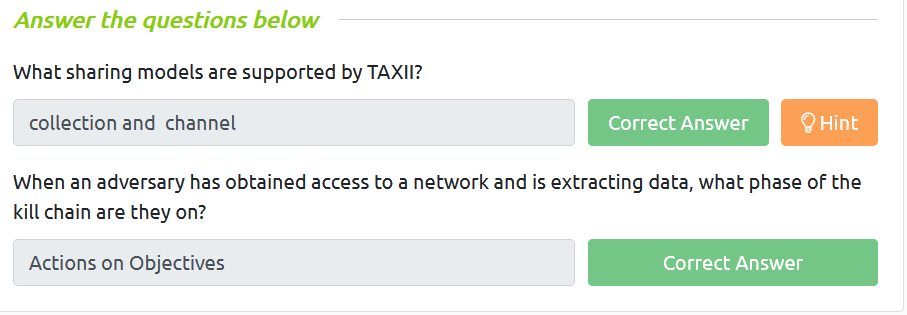 Answer the questions below
What sharing models are supported by TAXII?
collection and  channel
Correct Answer
Hint
When an adversary has obtained access to a network and is extracting data, what phase of the
kill chain are they on?
Actions on Objectives
Correct Answer